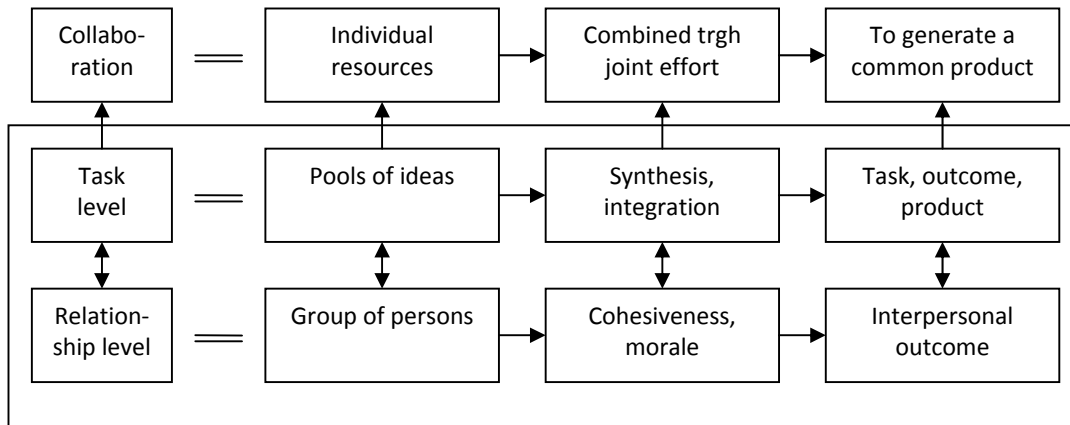 Collabo-
ration
Individual
resources
Combined trgh
joint effort
To generate a
common product
Task
level
Pools of ideas
Synthesis,
integration
Task, outcome,
product
Relation-
ship level
Group of persons
Cohesiveness,
morale
Interpersonal
outcome